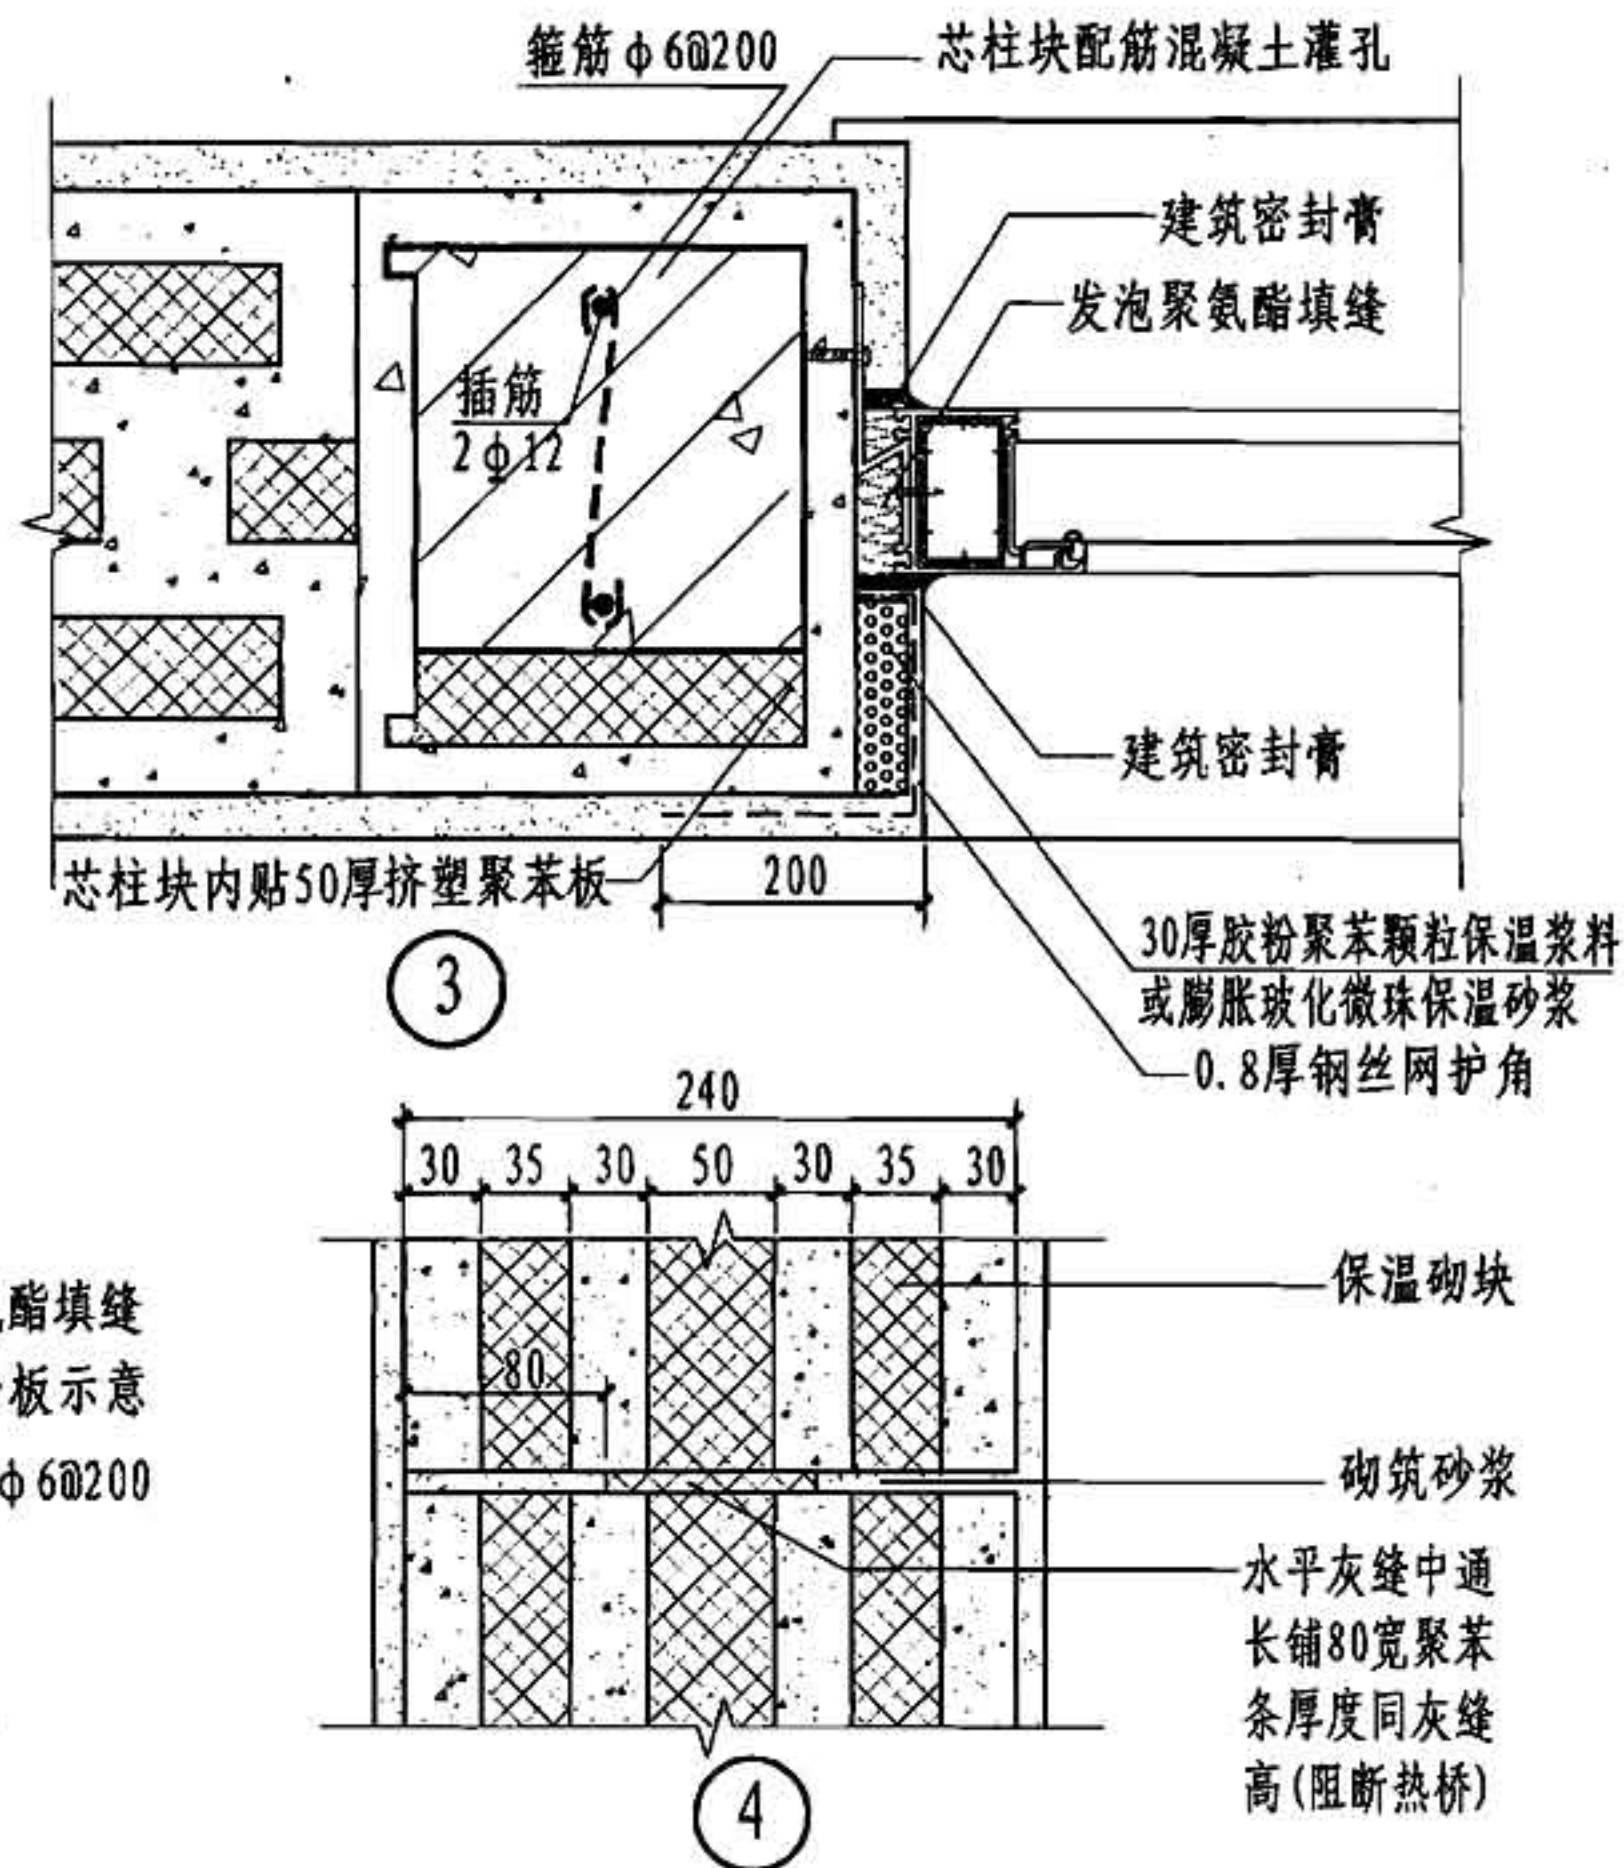 箍筋φ6@200
芯柱块配筋混凝土灌孔
建筑密封膏
发泡聚氨酯填缝
插筋
2φ12
建筑密封膏
芯柱块内贴50厚挤塑聚苯板
200
30厚胶粉聚苯颗粒保温浆料
或膨胀玻化微珠保温砂浆
0.8厚钢丝网护角
3
240
30 35 30 50 30 35 30
保温砌块
酯填缝
板示意
80
φ6@200
砌筑砂浆
水平灰缝中通
长铺80宽聚苯
条厚度同灰缝
高(阻断热桥)
4